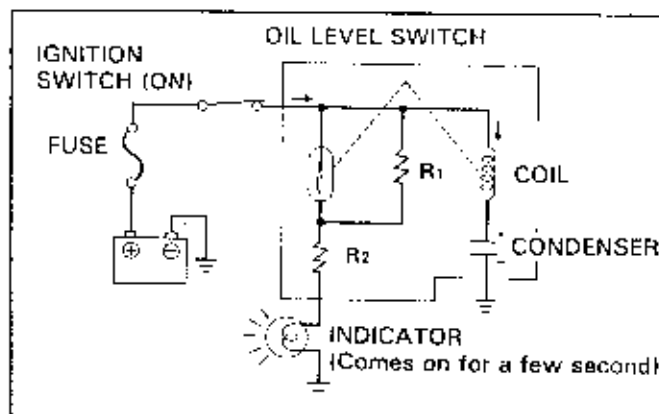 OIL LEVEL SWITCH
IGNITION
SWITCH (ON)
FUSE
R1
COIL
+ −
R2
CONDENSER
INDICATOR
(Comes on for a few second)